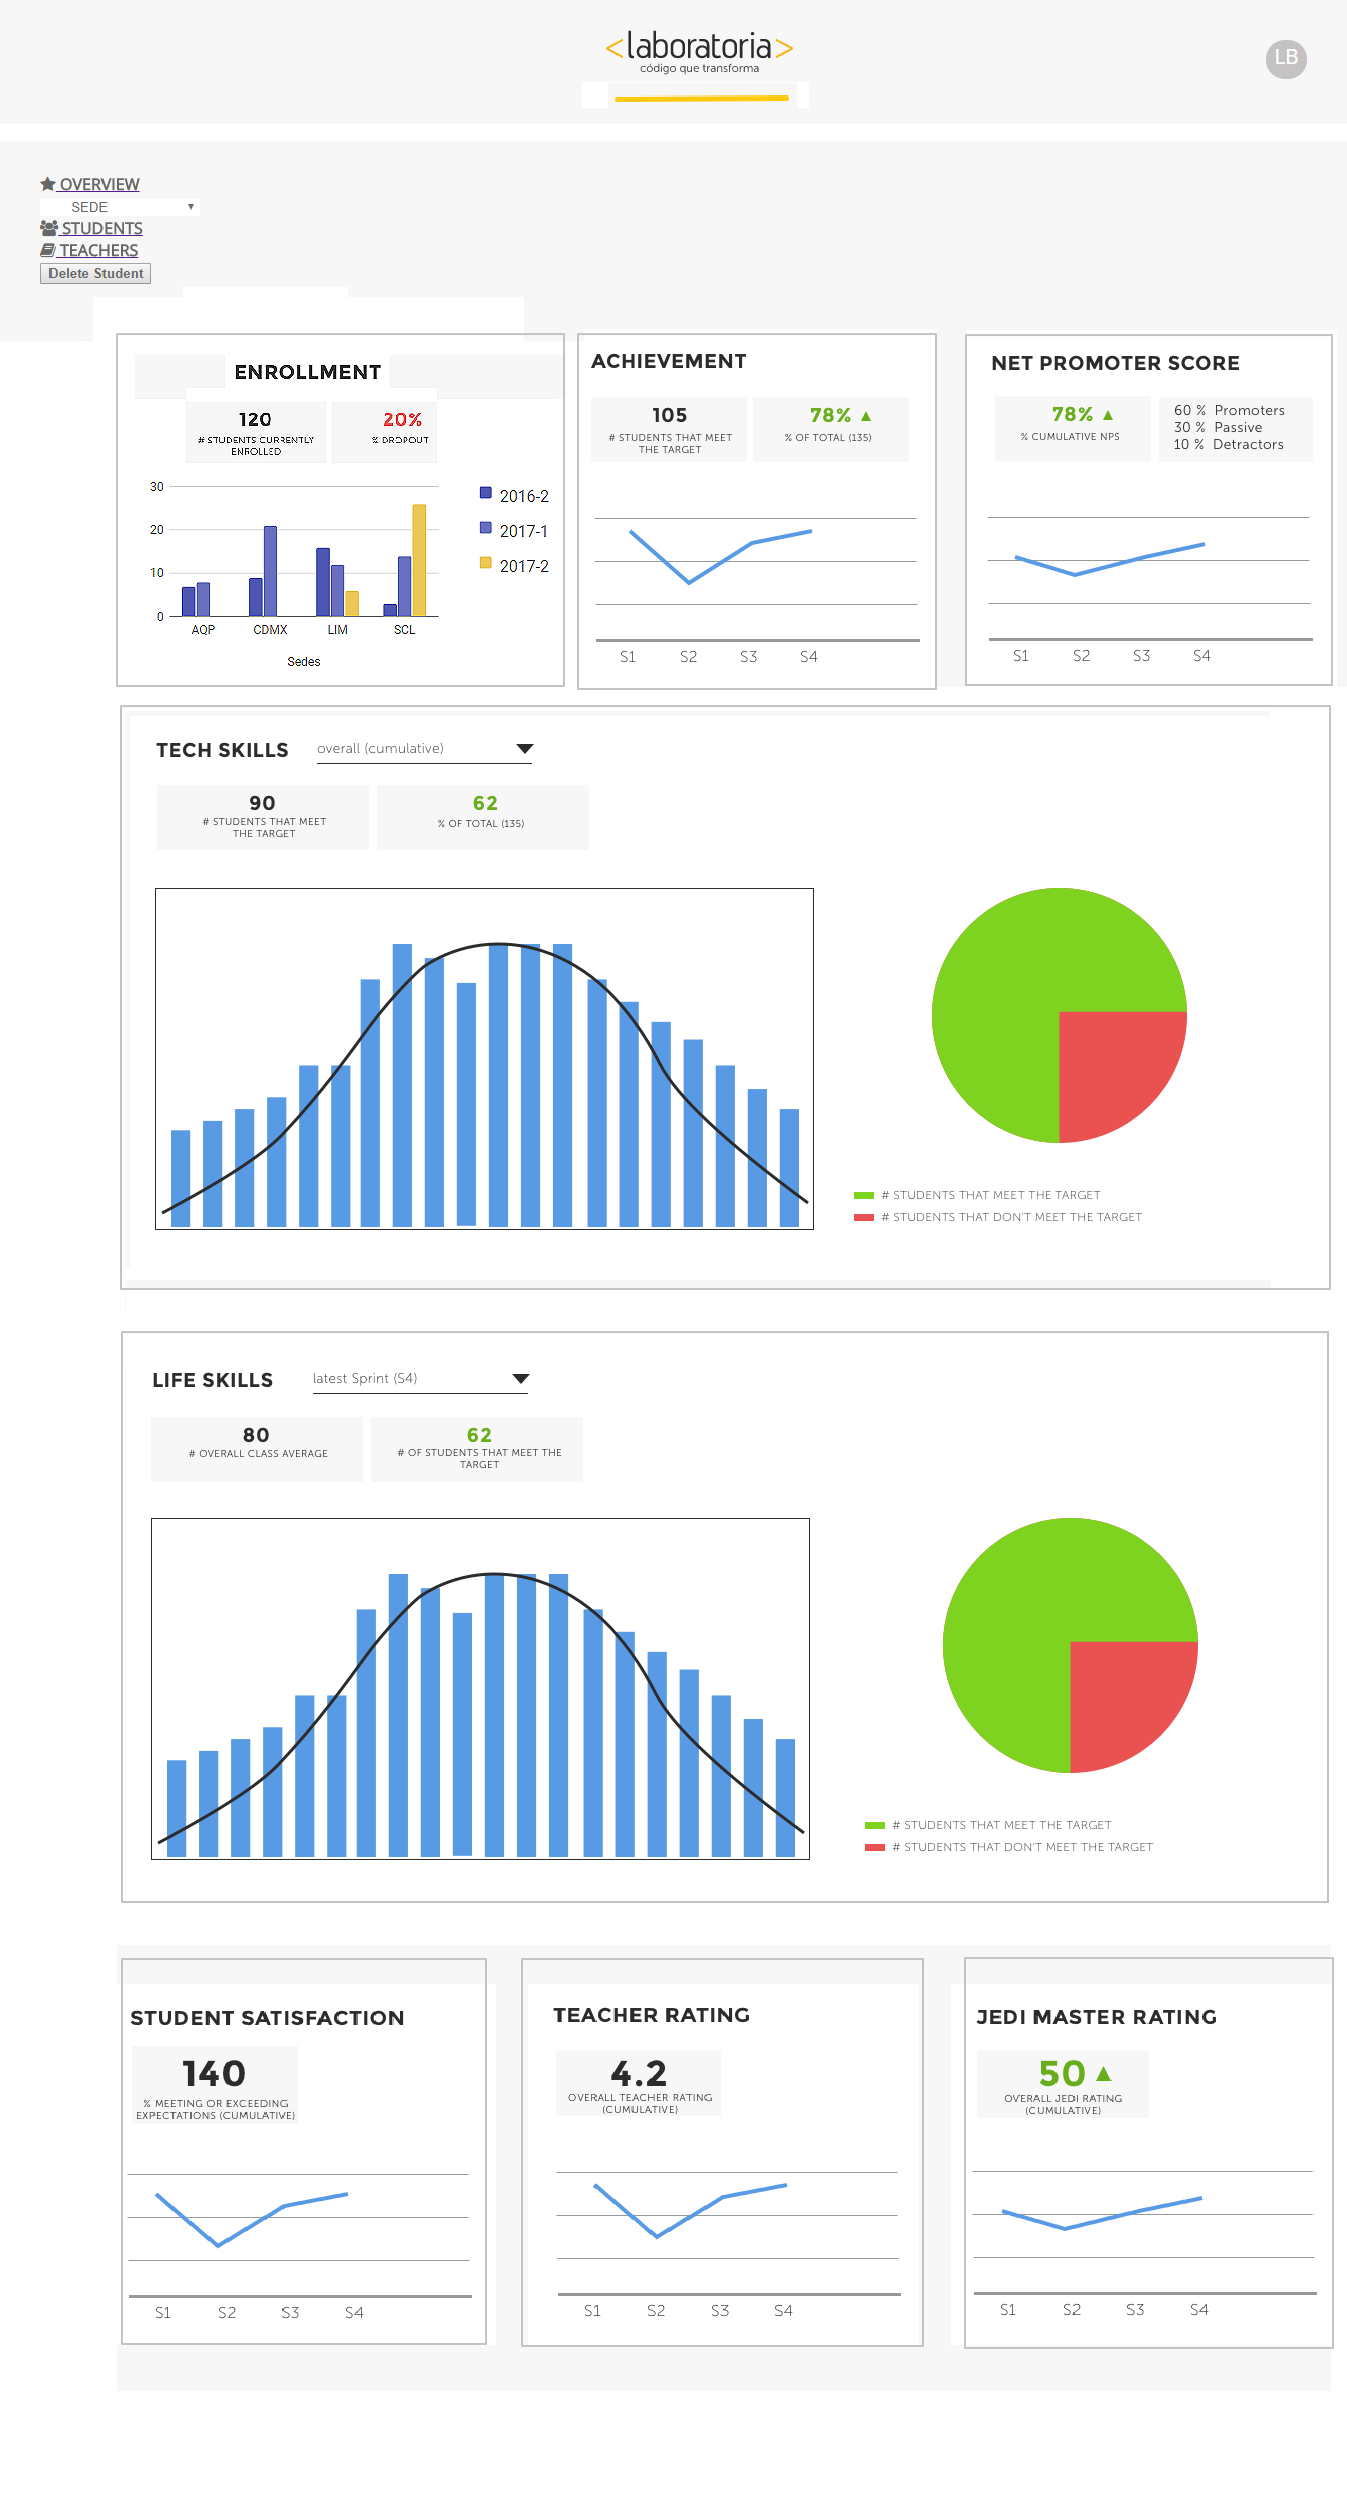 <laboratoria>
código que transforma
LB
OVERVIEW
SEDE
STUDENTS
TEACHERS
Delete Student
ENROLLMENT
120
# STUDENTS CURRENTLY
ENROLLED
20%
% DROPOUT
30
20
10
0
AQP CDMX LIM SCL
Sedes
2016-2
2017-1
2017-2
ACHIEVEMENT
105
# STUDENTS THAT MEET
THE TARGET
78% ▲
% OF TOTAL (135)
S1 S2 S3 S4
NET PROMOTER SCORE
78% ▲
% CUMULATIVE NPS
60 % Promoters
30 % Passive
10 % Detractors
S1 S2 S3 S4
TECH SKILLS
overall (cumulative)
90
# STUDENTS THAT MEET
THE TARGET
62
% OF TOTAL (135)
# STUDENTS THAT MEET THE TARGET
# STUDENTS THAT DON'T MEET THE TARGET
LIFE SKILLS
latest Sprint (S4)
80
# OVERALL CLASS AVERAGE
62
# OF STUDENTS THAT MEET THE
TARGET
# STUDENTS THAT MEET THE TARGET
# STUDENTS THAT DON'T MEET THE TARGET
STUDENT SATISFACTION
140
% MEETING OR EXCEEDING
EXPECTATIONS (CUMULATIVE)
S1 S2 S3 S4
TEACHER RATING
4.2
OVERALL TEACHER RATING
(CUMULATIVE)
S1 S2 S3 S4
JEDI MASTER RATING
50 ▲
OVERALL JEDI RATING
(CUMULATIVE)
S1 S2 S3 S4